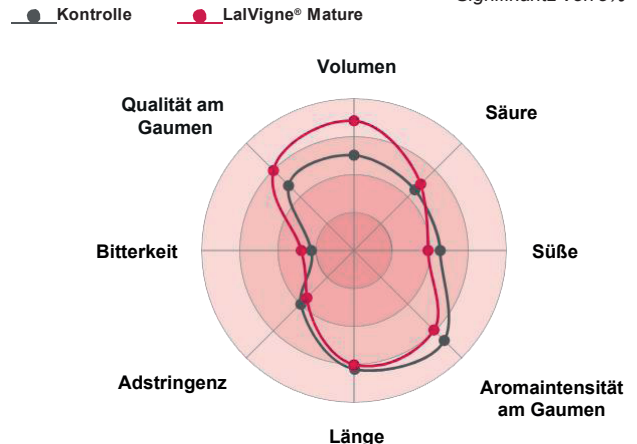 Kontrolle
LalVigne® Mature
Volumen
Säure
Süße
Aromaintensität
am Gaumen
Länge
Adstringenz
Bitterkeit
Qualität am
Gaumen